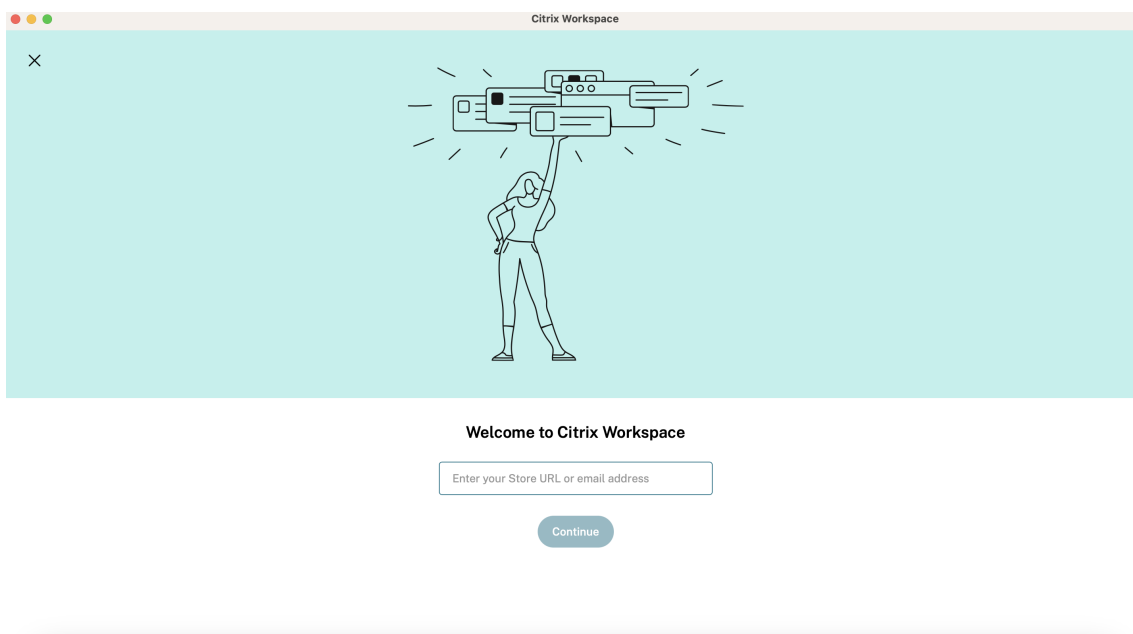 Citrix Workspace
Welcome to Citrix Workspace
Enter your Store URL or email address
Continue